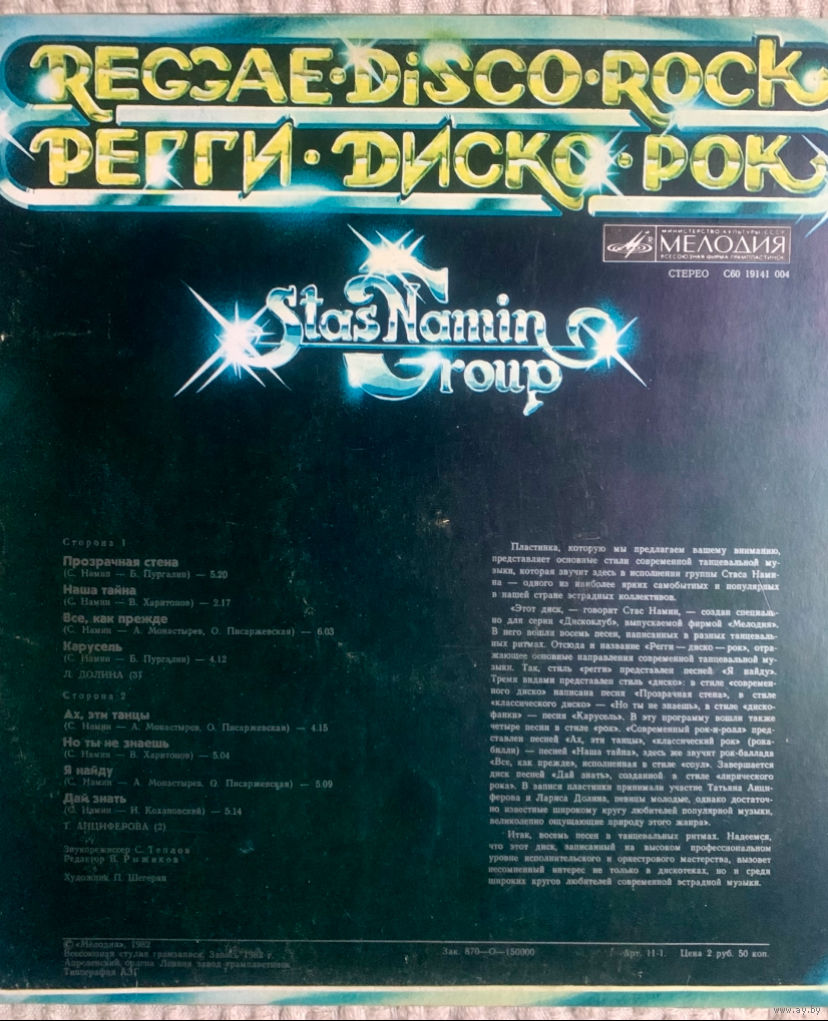 REGGAE·DISCO·ROCK
РЕГГИ·ДИСКО·РОК
МИНИСТЕРСТВО КУЛЬТУРЫ СССР
МЕЛОДИЯ
ВСЕСОЮЗНАЯ ФИРМА ГРАМПЛАСТИНОК
СТЕРЕО С60 19141 004
Stas Namin
Group
Сторона 1
Прозрачная стена
(С. Намин — Б. Пургалин) — 5.20
Наша тайна
(С. Намин — В. Харитонов) — 2.17
Все, как прежде
(С. Намин — А. Монастырев, О. Писаржевская) — 6.03
Карусель
(С. Намин — Б. Пургалин) — 4.12
Л. ДОЛИНА (3)
Сторона 2
Ах, эти танцы
(С. Намин — А. Монастырев, О. Писаржевская) — 4.15
Но ты не знаешь
(С. Намин — В. Харитонов) — 5.04
Я найду
(С. Намин — А. Монастырев, О. Писаржевская) — 5.09
Дай знать
(С. Намин — И. Кохановский) — 5.14
Т. АНЦИФЕРОВА (2)
Звукорежиссер С. Теплов
Редактор В. Рыжиков
Художник П. Шегерян
Пластинка, которую мы предлагаем вашему вниманию,
представляет основные стили современной танцевальной му-
зыки, которая звучит здесь в исполнении группы Стаса Нами-
на — одного из наиболее ярких самобытных и популярных
в нашей стране эстрадных коллективов.
«Этот диск, — говорит Стас Намин, — создан специаль-
но для серии «Дискоклуб», выпускаемой фирмой «Мелодия».
В него вошли восемь песен, написанных в разных танцеваль-
ных ритмах. Отсюда и название «Регги — диско — рок», отра-
жающее основные направления современной танцевальной му-
зыки. Так, стиль «регги» представлен песней «Я найду».
Тремя видами представлен стиль «диско»: в стиле «современ-
ного диско» написана песня «Прозрачная стена», в стиле
«классического диско» — «Но ты не знаешь», в стиле «диско-
фанки» — песня «Карусель». В эту программу вошли также
четыре песни в стиле «рок». «Современный рок-н-ролл» пред-
ставлен песней «Ах, эти танцы», «классический рок» (рока-
билли) — песней «Наша тайна», здесь же звучит рок-баллада
«Все, как прежде», исполненная в стиле «соул». Завершается
диск песней «Дай знать», созданной в стиле «лирического
рока». В записи пластинки принимали участие Татьяна Анци-
ферова и Лариса Долина, певицы молодые, однако достаточ-
но известные широкому кругу любителей популярной музыки,
великолепно ощущающие природу этого жанра».
Итак, восемь песен в танцевальных ритмах. Надеемся,
что этот диск, записанный на высоком профессиональном
уровне исполнительского и оркестрового мастерства, вызовет
несомненный интерес не только в дискотеках, но и среди
широких кругов любителей современной эстрадной музыки.
© «Мелодия», 1982
Всесоюзная студия грамзаписи. Запись 1982 г.
Апрелевский ордена Ленина завод грампластинок
Типография АЗГ
Зак. 870—О—150000
Арт. 11-1. Цена 2 руб. 50 коп.
www.ay.by